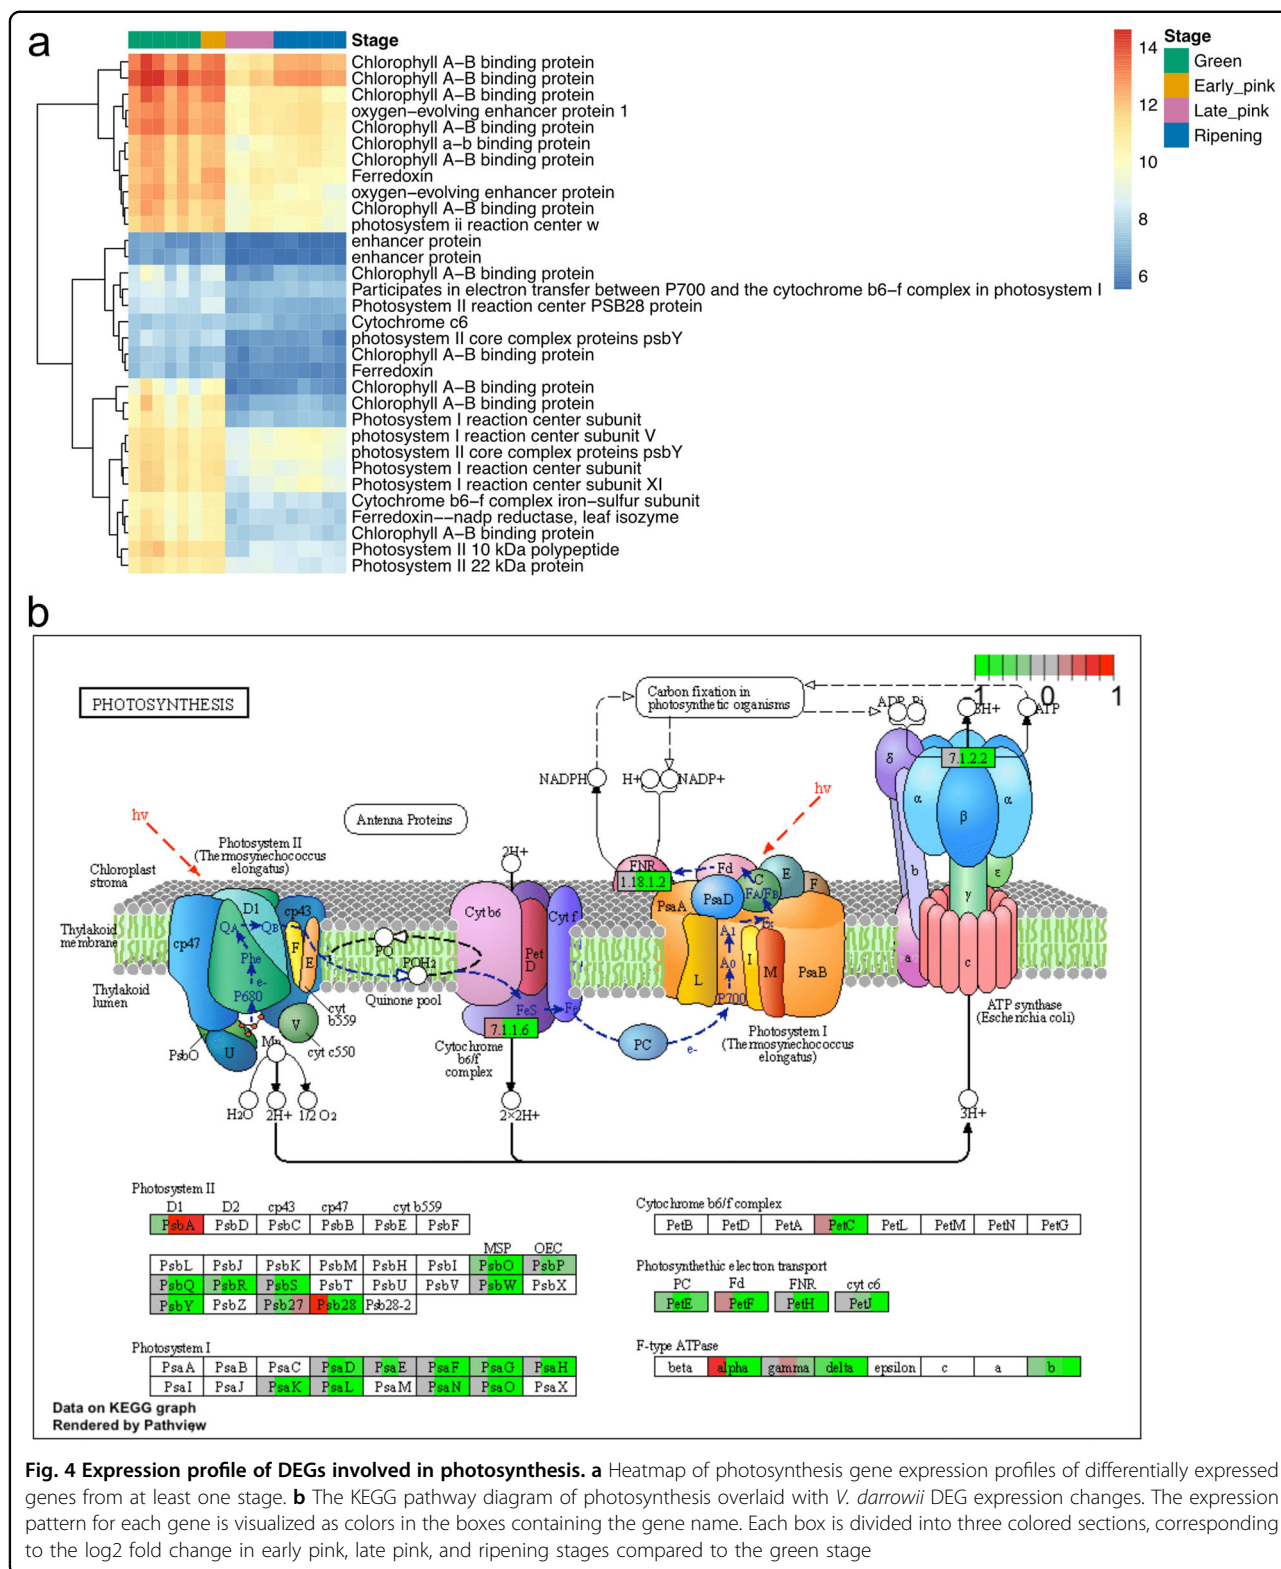 a
Stage
Chlorophyll A−B binding protein
Chlorophyll A−B binding protein
Chlorophyll A−B binding protein
oxygen−evolving enhancer protein 1
Chlorophyll A−B binding protein
Chlorophyll a−b binding protein
Chlorophyll A−B binding protein
Ferredoxin
oxygen−evolving enhancer protein
Chlorophyll A−B binding protein
photosystem ii reaction center w
enhancer protein
enhancer protein
Chlorophyll A−B binding protein
Participates in electron transfer between P700 and the cytochrome b6−f complex in photosystem I
Photosystem II reaction center PSB28 protein
Cytochrome c6
photosystem II core complex proteins psbY
Chlorophyll A−B binding protein
Ferredoxin
Chlorophyll A−B binding protein
Chlorophyll A−B binding protein
Photosystem I reaction center subunit
photosystem I reaction center subunit V
photosystem II core complex proteins psbY
Photosystem I reaction center subunit
Photosystem I reaction center subunit XI
Cytochrome b6−f complex iron−sulfur subunit
Ferredoxin−−nadp reductase, leaf isozyme
Chlorophyll A−B binding protein
Photosystem II 10 kDa polypeptide
Photosystem II 22 kDa protein
14
12
10
8
6
Stage
Green
Early_pink
Late_pink
Ripening
b
PHOTOSYNTHESIS
-1 0 1
Carbon fixation in
photosynthetic organisms
ADP Pi 3H+ ATP
NADPH H+ NADP+
hν
Antenna Proteins
hν
Photosystem II
(Thermosynechococcus
elongatus)
Chloroplast
stroma
Thylakoid
membrane
Thylakoid
lumen
D1 cp43
cp47
QA QB
Phe
F
E
e-
P680
V
U
PsbO
Mn
cyt
b559
cyt c550
H2O 2H+ 1/2 O2
PQ
PQH2
Quinone pool
2H+
Cyt b6
Pet
D
Cyt f
FeS
Fe
7.1.1.6
Cytochrome
b6/f
complex
2×2H+
PC
e-
FNR
1.18.1.2
Fd
C
E
F
FA/FB
PsaA
PsaD
Fx
A1
A0
P700
L
I
M
PsaB
Photosystem I
(Thermosynechococcus
elongatus)
7.1.2.2
δ
α
β
α
b
γ
ε
a
c
ATP synthase
(Escherichia coli)
3H+
Photosystem II
D1 D2 cp43 cp47 cyt b559
PsbA PsbD PsbC PsbB PsbE PsbF
MSP OEC
PsbL PsbJ PsbK PsbM PsbH PsbI PsbO PsbP
PsbQ PsbR PsbS PsbT PsbU PsbV PsbW PsbX
PsbY PsbZ Psb27 Psb28 Psb28-2
Photosystem I
PsaA PsaB PsaC PsaD PsaE PsaF PsaG PsaH
PsaI PsaJ PsaK PsaL PsaM PsaN PsaO PsaX
Cytochrome b6/f complex
PetB PetD PetA PetC PetL PetM PetN PetG
Photosynthethic electron transport
PC Fd FNR cyt c6
PetE PetF PetH PetJ
F-type ATPase
beta alpha gamma delta epsilon c a b
Data on KEGG graph
Rendered by Pathview
Fig. 4 Expression profile of DEGs involved in photosynthesis. a Heatmap of photosynthesis gene expression profiles of differentially expressed
genes from at least one stage. b The KEGG pathway diagram of photosynthesis overlaid with V. darrowii DEG expression changes. The expression
pattern for each gene is visualized as colors in the boxes containing the gene name. Each box is divided into three colored sections, corresponding
to the log2 fold change in early pink, late pink, and ripening stages compared to the green stage